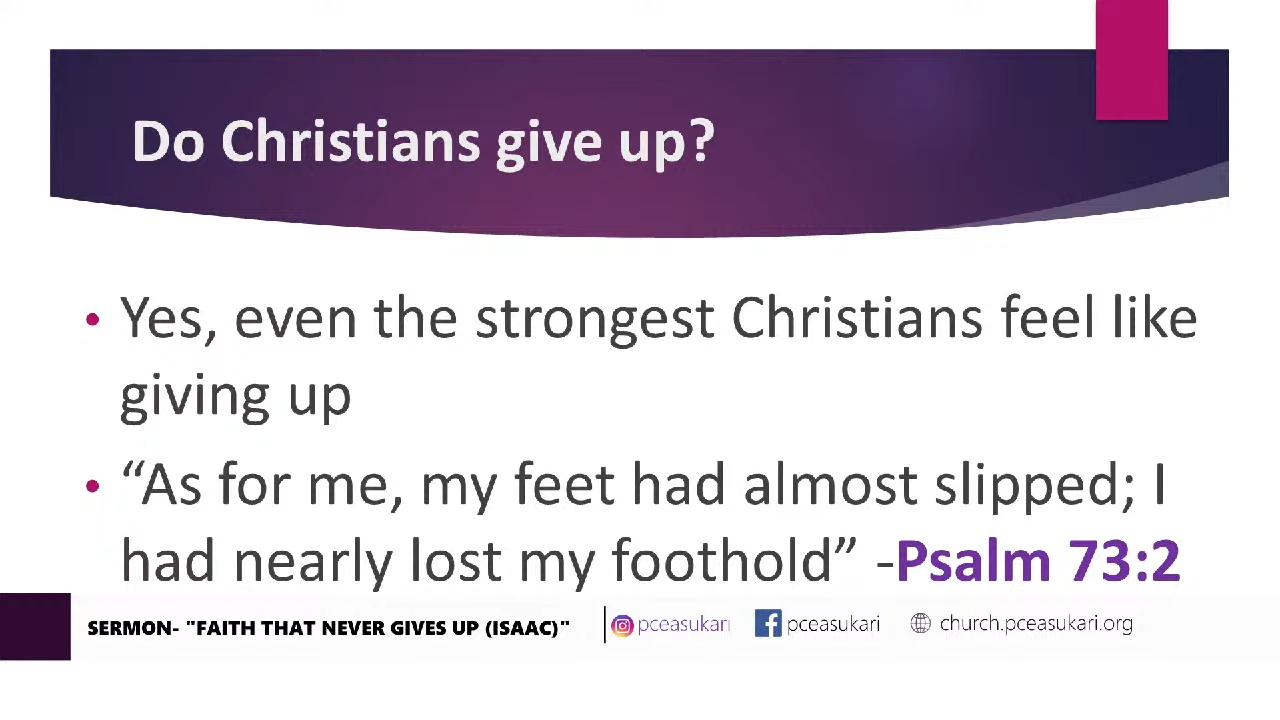 Do Christians give up?
• Yes, even the strongest Christians feel like
giving up
• “As for me, my feet had almost slipped; I
had nearly lost my foothold” -Psalm 73:2
SERMON- "FAITH THAT NEVER GIVES UP (ISAAC)" pceasukari pceasukari church.pceasukari.org